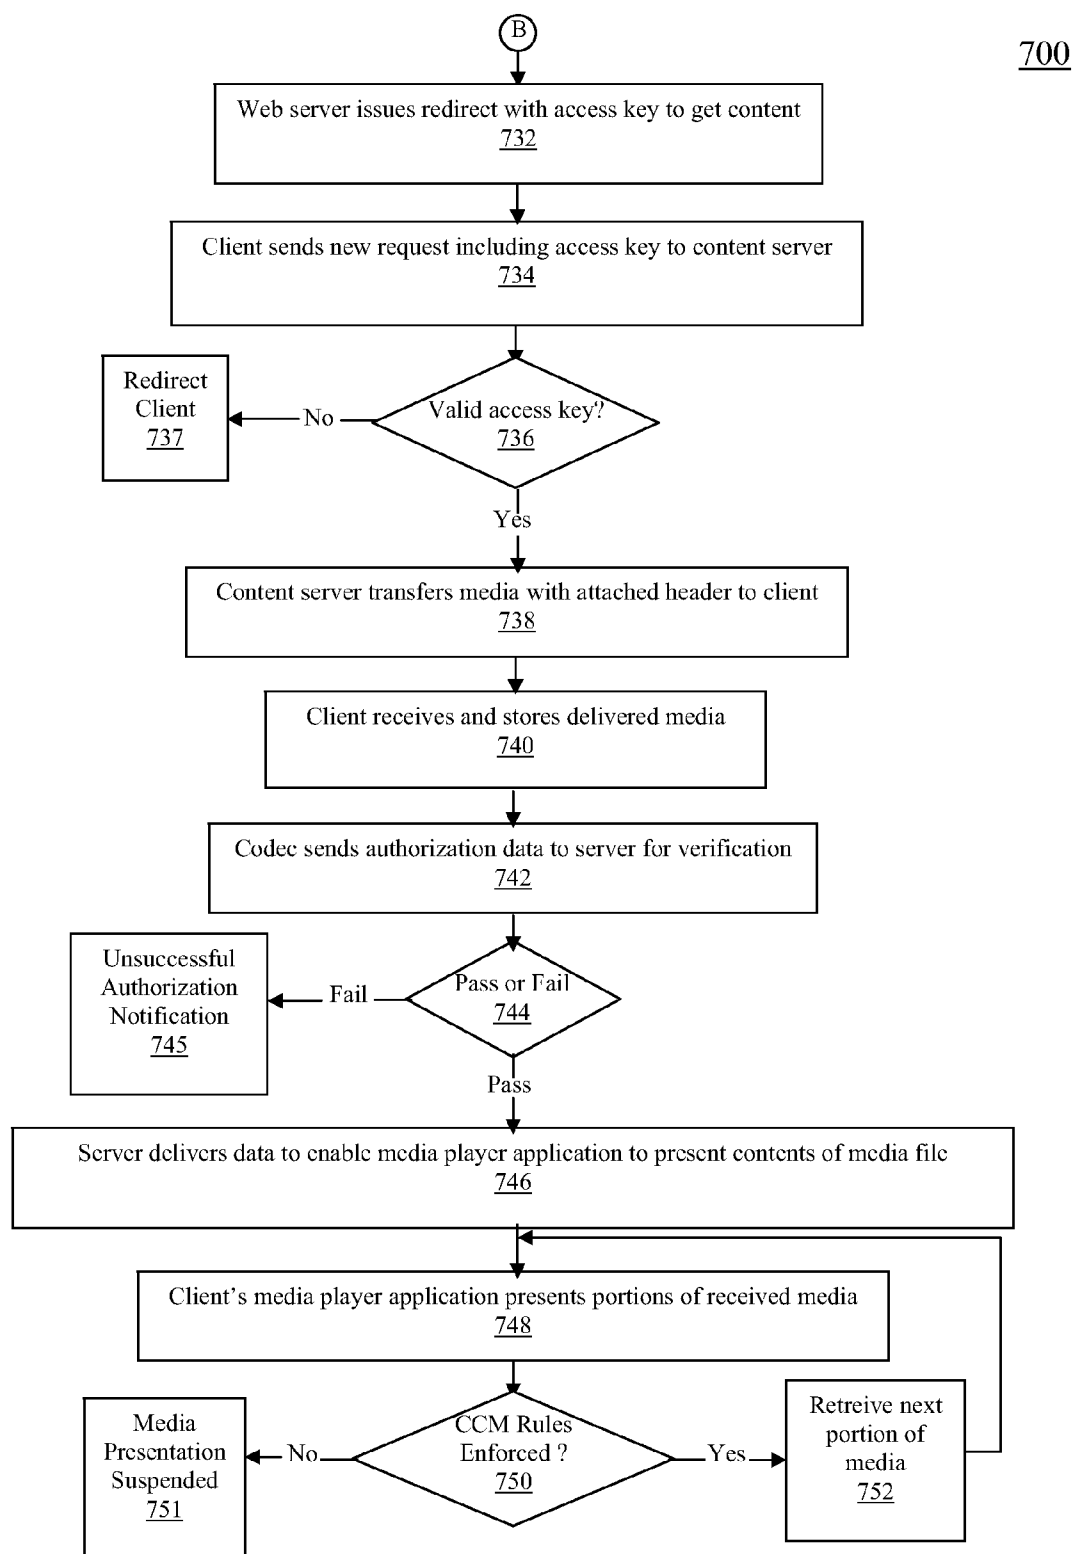 B
700
Web server issues redirect with access key to get content
732
Client sends new request including access key to content server
734
Redirect
Client
737
No
Valid access key?
736
Yes
Content server transfers media with attached header to client
738
Client receives and stores delivered media
740
Codec sends authorization data to server for verification
742
Unsuccessful
Authorization
Notification
745
Fail
Pass or Fail
744
Pass
Server delivers data to enable media player application to present contents of media file
746
Client's media player application presents portions of received media
748
Media
Presentation
Suspended
751
No
CCM Rules
Enforced ?
750
Yes
Retreive next
portion of
media
752